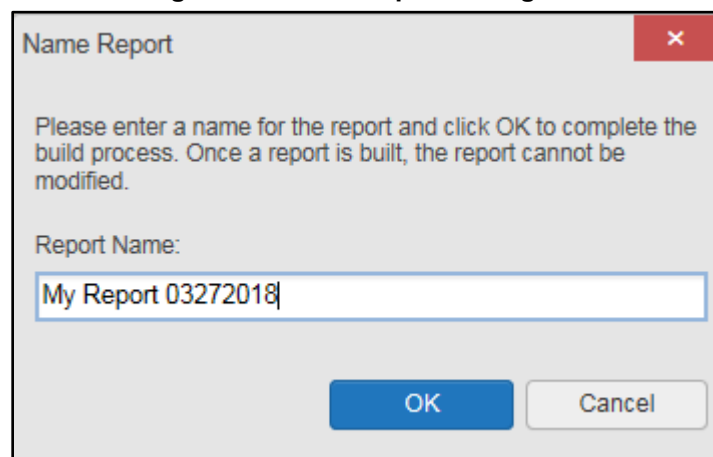 Name Report
Please enter a name for the report and click OK to complete the
build process. Once a report is built, the report cannot be
modified.
Report Name:
My Report 03272018
OK Cancel